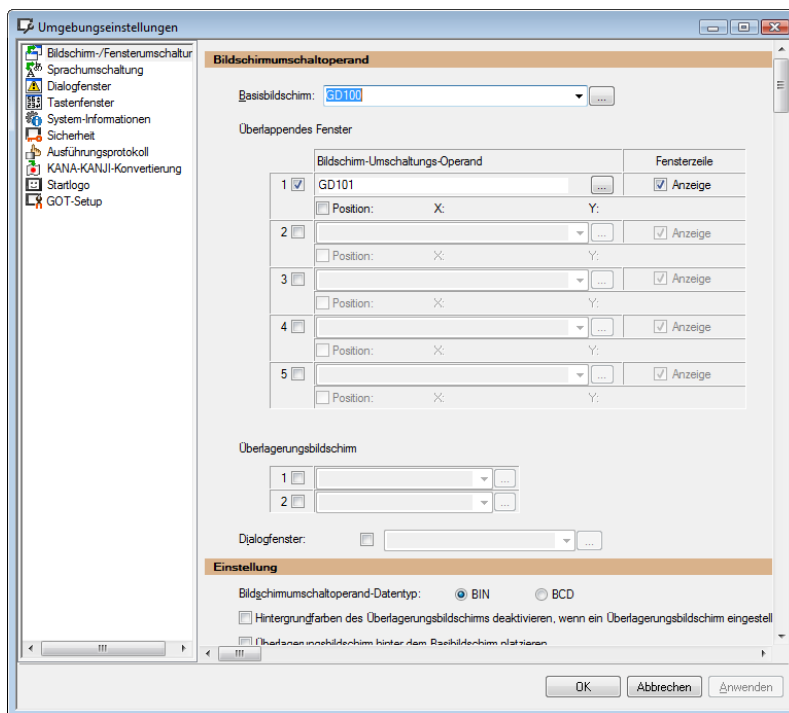 Umgebungseinstellungen
Bildschirm-/Fensterumschaltur
Sprachumschaltung
Dialogfenster
Tastenfenster
System-Informationen
Sicherheit
Ausführungsprotokoll
KANA-KANJI-Konvertierung
Startlogo
GOT-Setup
Bildschirmumschaltoperand
Basisbildschirm: GD100 ...
Überlappendes Fenster
Bildschirm-Umschaltungs-Operand Fensterzeile
1 GD101 ... Anzeige
Position: X: Y:
2 ... Anzeige
Position: X: Y:
3 ... Anzeige
Position: X: Y:
4 ... Anzeige
Position: X: Y:
5 ... Anzeige
Position: X: Y:
Überlagerungsbildschirm
1 ...
2 ...
Dialogfenster: ...
Einstellung
Bildschirmumschaltoperand-Datentyp: BIN BCD
Hintergrundfarben des Überlagerungsbildschirms deaktivieren, wenn ein Überlagerungsbildschirm eingestell
Überlagerungsbildschirm hinter dem Basibildschirm platzieren
OK Abbrechen Anwenden